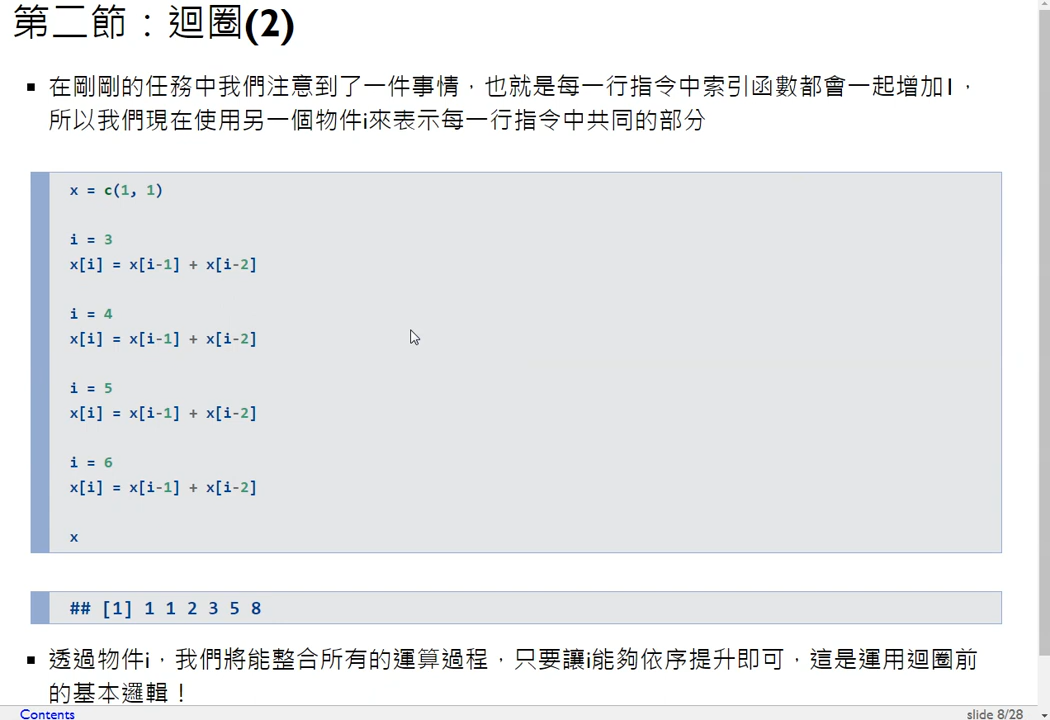 第二節：迴圈(2)
在剛剛的任務中我們注意到了一件事情，也就是每一行指令中索引函數都會一起增加1，
所以我們現在使用另一個物件i來表示每一行指令中共同的部分
x = c(1, 1)
i = 3
x[i] = x[i-1] + x[i-2]
i = 4
x[i] = x[i-1] + x[i-2]
i = 5
x[i] = x[i-1] + x[i-2]
i = 6
x[i] = x[i-1] + x[i-2]
x
## [1] 1 1 2 3 5 8
透過物件i，我們將能整合所有的運算過程，只要讓i能夠依序提升即可，這是運用迴圈前
的基本邏輯！
Contents
slide 8/28